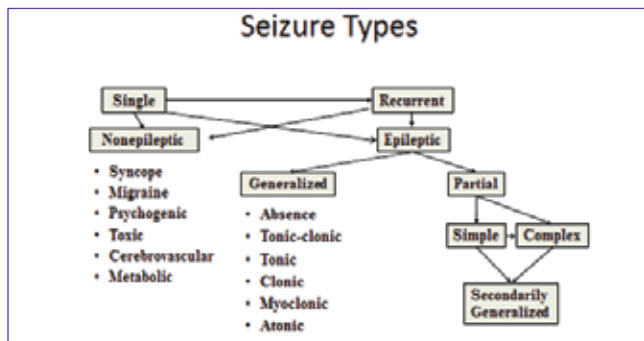 Seizure Types
Single
Recurrent
Nonepileptic
Epileptic
• Syncope
• Migraine
• Psychogenic
• Toxic
• Cerebrovascular
• Metabolic
Generalized
• Absence
• Tonic-clonic
• Tonic
• Clonic
• Myoclonic
• Atonic
Partial
Simple
Complex
Secondarily
Generalized